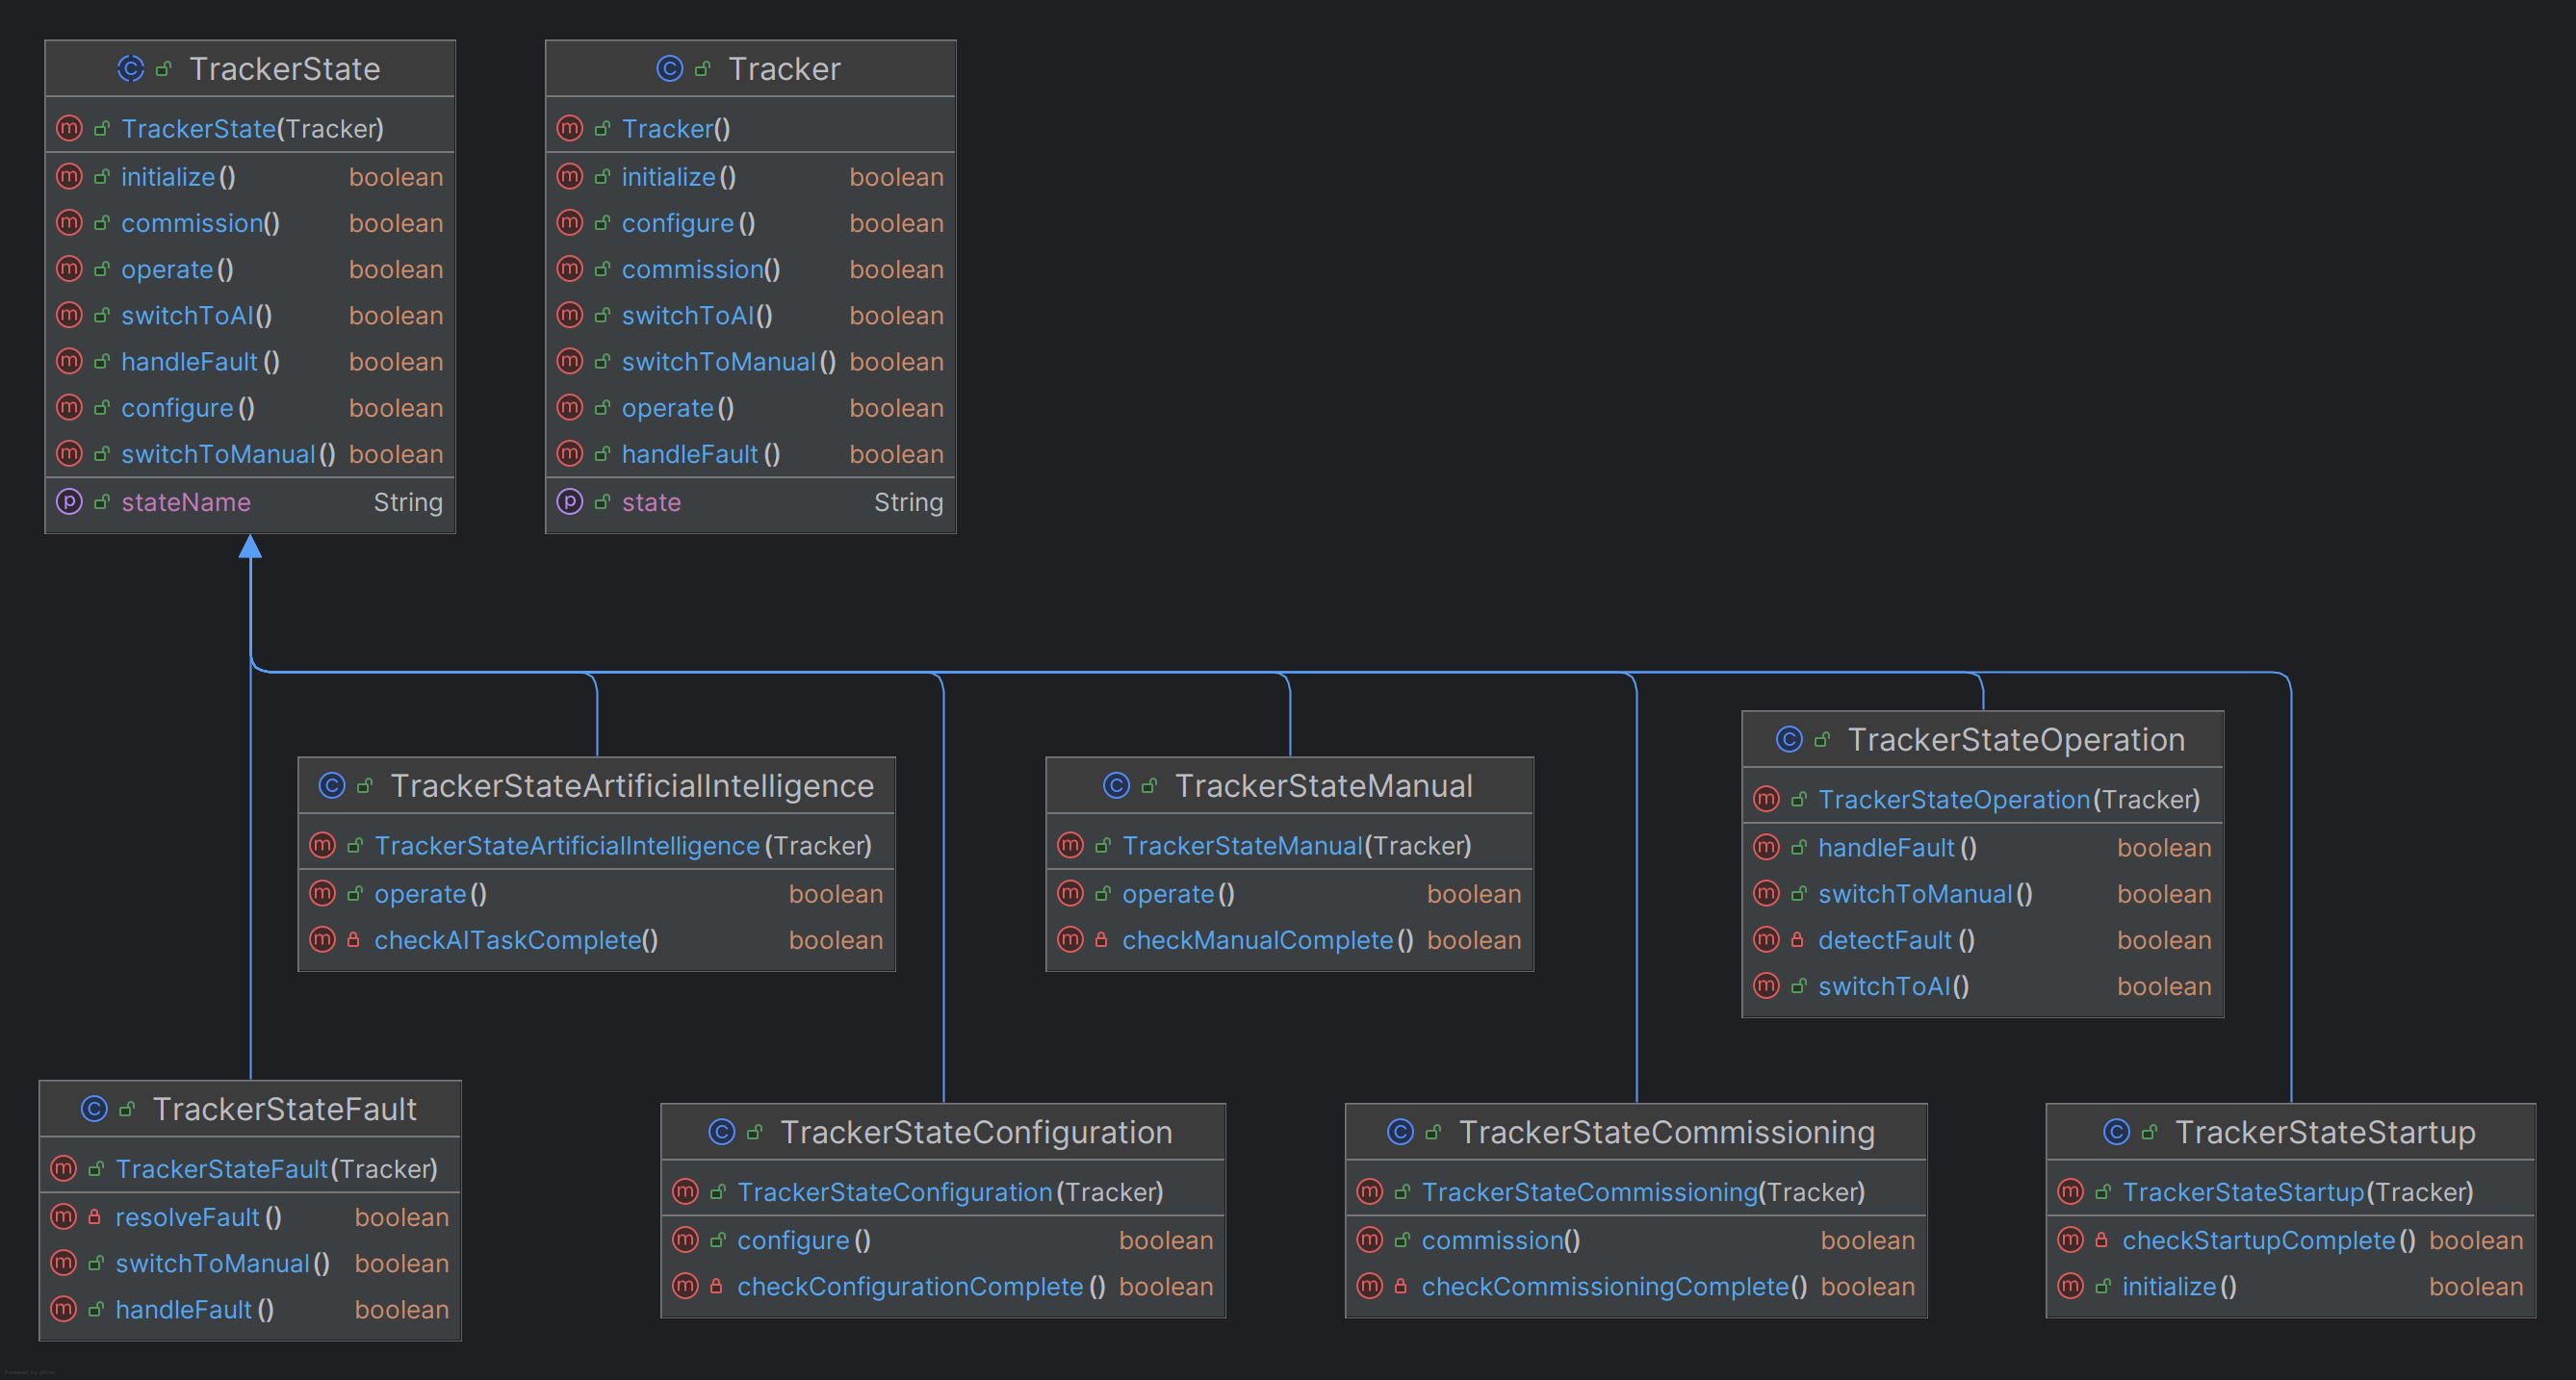 TrackerState
TrackerState(Tracker)
initialize() boolean
commission() boolean
operate() boolean
switchToAI() boolean
handleFault() boolean
configure() boolean
switchToManual() boolean
stateName String
Tracker
Tracker()
initialize() boolean
configure() boolean
commission() boolean
switchToAI() boolean
switchToManual() boolean
operate() boolean
handleFault() boolean
state String
TrackerStateArtificialIntelligence
TrackerStateArtificialIntelligence(Tracker)
operate() boolean
checkAITaskComplete() boolean
TrackerStateManual
TrackerStateManual(Tracker)
operate() boolean
checkManualComplete() boolean
TrackerStateOperation
TrackerStateOperation(Tracker)
handleFault() boolean
switchToManual() boolean
detectFault() boolean
switchToAI() boolean
TrackerStateFault
TrackerStateFault(Tracker)
resolveFault() boolean
switchToManual() boolean
handleFault() boolean
TrackerStateConfiguration
TrackerStateConfiguration(Tracker)
configure() boolean
checkConfigurationComplete() boolean
TrackerStateCommissioning
TrackerStateCommissioning(Tracker)
commission() boolean
checkCommissioningComplete() boolean
TrackerStateStartup
TrackerStateStartup(Tracker)
checkStartupComplete() boolean
initialize() boolean